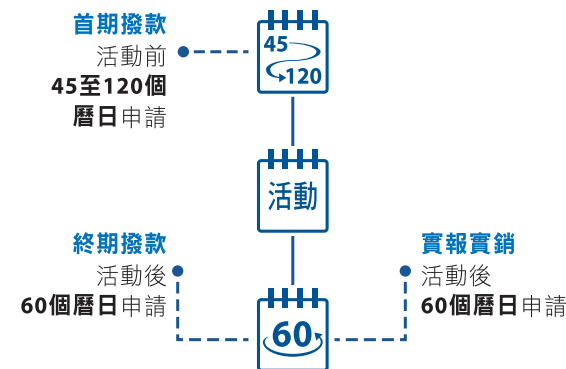 首期撥款
活動前
45至120個
曆日申請
45
120
活動
終期撥款
活動後
60個曆日申請
60
實報實銷
活動後
60個曆日申請